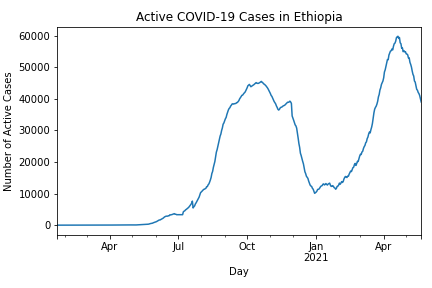 Active COVID-19 Cases in Ethiopia
Number of Active Cases
60000
50000
40000
30000
20000
10000
0
Apr
Jul
Oct
Jan
2021
Apr
Day